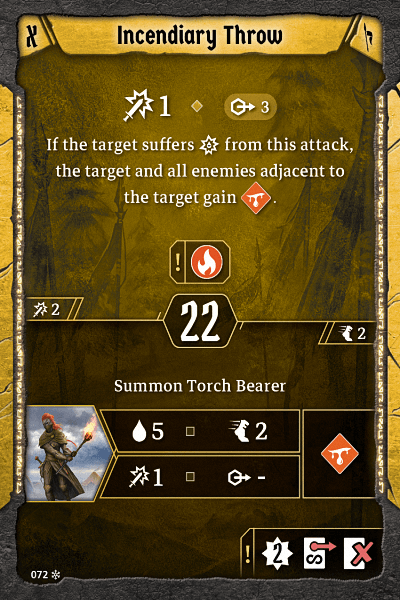 Incendiary Throw
1 3
If the target suffers from this attack,
the target and all enemies adjacent to
the target gain .
!
2
22
2
Summon Torch Bearer
5 2
1 -
! 2
072